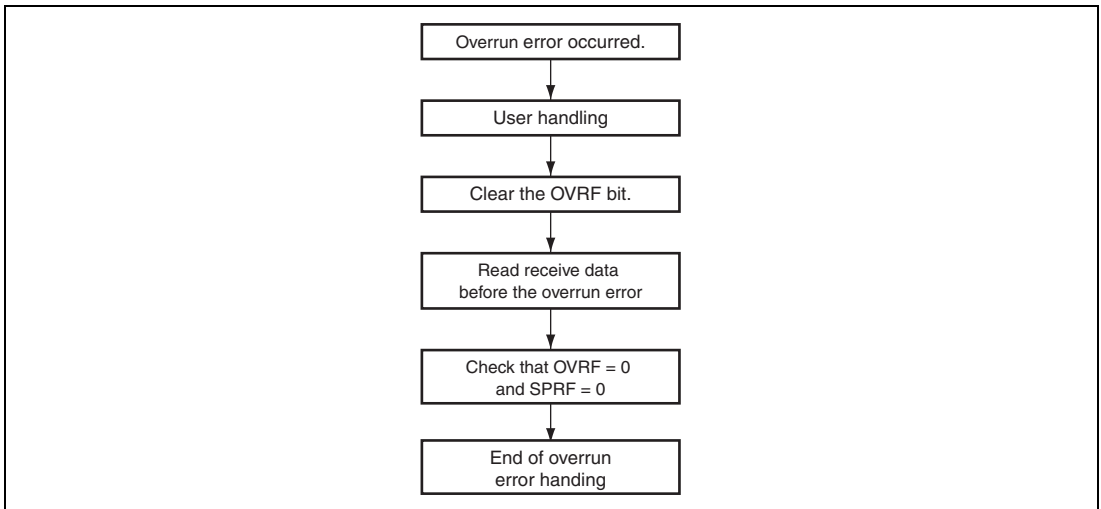 Overrun error occurred.
User handling
Clear the OVRF bit.
Read receive data
before the overrun error
Check that OVRF = 0
and SPRF = 0
End of overrun
error handing